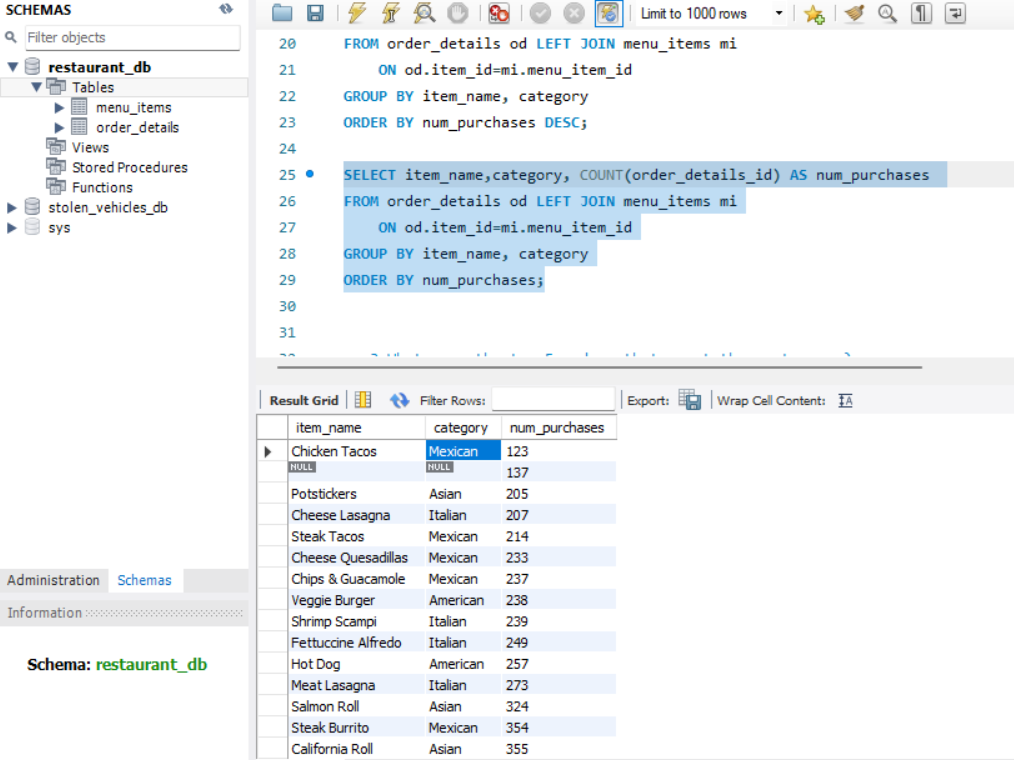 SCHEMAS
Filter objects
restaurant_db
Tables
menu_items
order_details
Views
Stored Procedures
Functions
stolen_vehicles_db
sys
Administration Schemas
Information
Schema: restaurant_db
Limit to 1000 rows
20 FROM order_details od LEFT JOIN menu_items mi
21 ON od.item_id=mi.menu_item_id
22 GROUP BY item_name, category
23 ORDER BY num_purchases DESC;
24
25 SELECT item_name,category, COUNT(order_details_id) AS num_purchases
26 FROM order_details od LEFT JOIN menu_items mi
27 ON od.item_id=mi.menu_item_id
28 GROUP BY item_name, category
29 ORDER BY num_purchases;
30
31
Result Grid Filter Rows: Export: Wrap Cell Content:
item_name category num_purchases
Chicken Tacos Mexican 123
NULL NULL 137
Potstickers Asian 205
Cheese Lasagna Italian 207
Steak Tacos Mexican 214
Cheese Quesadillas Mexican 233
Chips & Guacamole Mexican 237
Veggie Burger American 238
Shrimp Scampi Italian 239
Fettuccine Alfredo Italian 249
Hot Dog American 257
Meat Lasagna Italian 273
Salmon Roll Asian 324
Steak Burrito Mexican 354
California Roll Asian 355